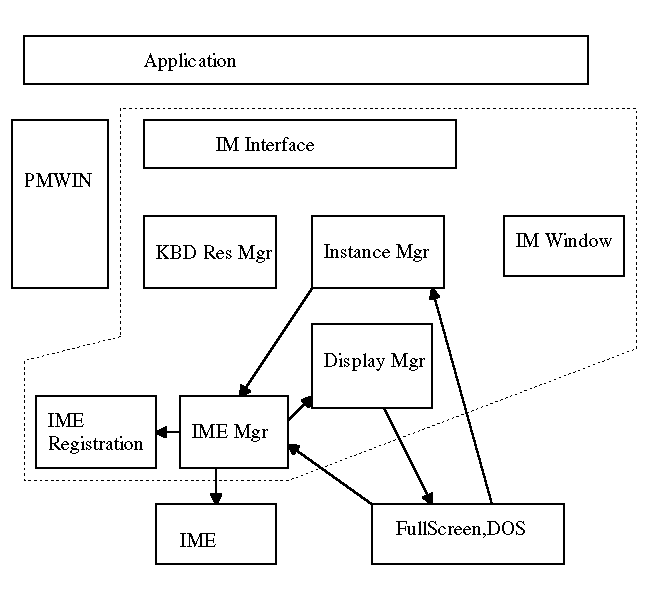 Application
IM Interface
PMWIN
KBD Res Mgr
Instance Mgr
IM Window
Display Mgr
IME
Registration
IME Mgr
IME
FullScreen,DOS